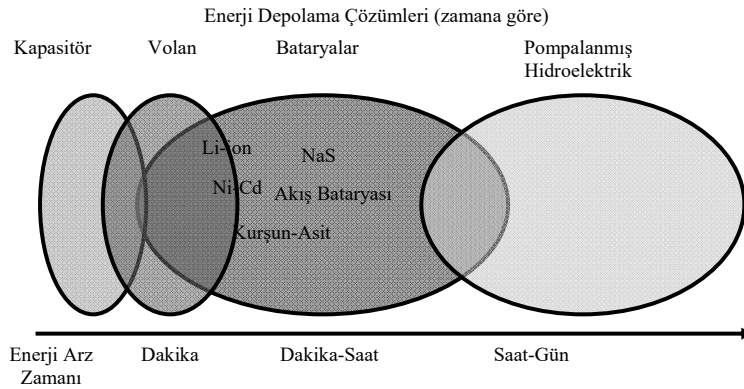 Enerji Depolama Çözümleri (zamana göre)
Kapasitör
Volan
Bataryalar
Pompalanmış
Hidroelektrik
Li-ion
NaS
Ni-Cd
Akış Bataryası
Kurşun-Asit
Enerji Arz
Zamanı
Dakika
Dakika-Saat
Saat-Gün